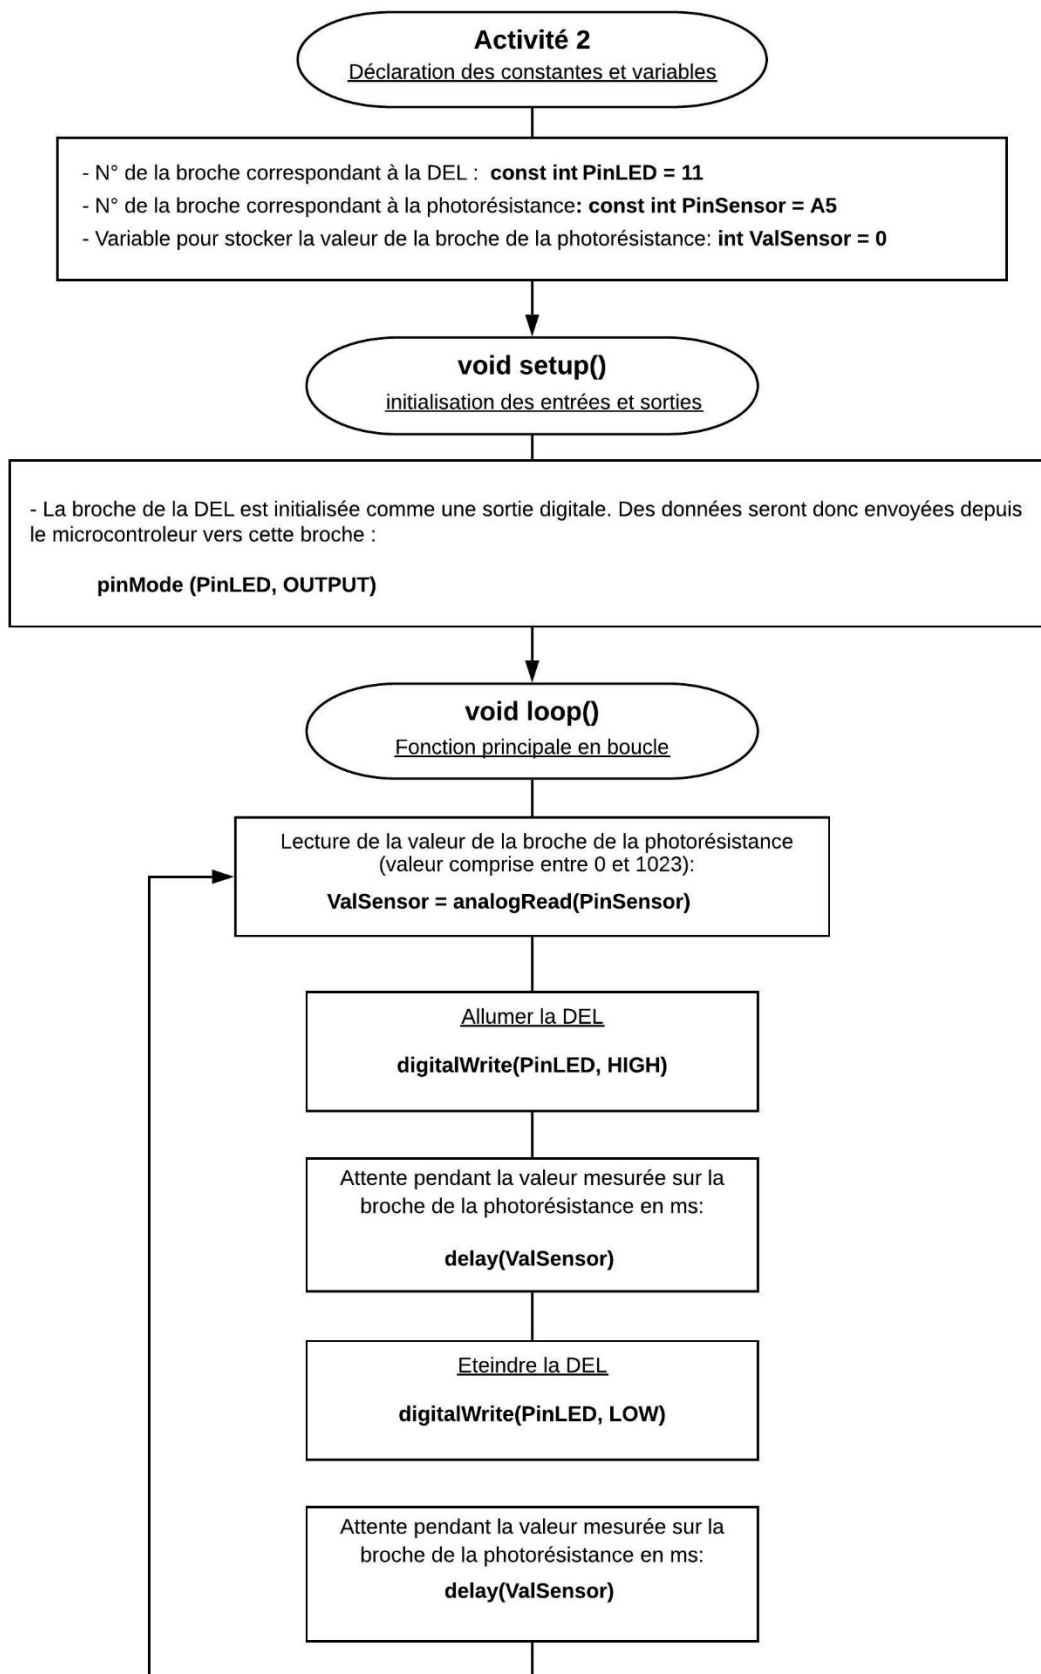 Activité 2
Déclaration des constantes et variables
- N° de la broche correspondant à la DEL : const int PinLED = 11
- N° de la broche correspondant à la photorésistance: const int PinSensor = A5
- Variable pour stocker la valeur de la broche de la photorésistance: int ValSensor = 0
void setup()
initialisation des entrées et sorties
- La broche de la DEL est initialisée comme une sortie digitale. Des données seront donc envoyées depuis
le microcontroleur vers cette broche :
pinMode (PinLED, OUTPUT)
void loop()
Fonction principale en boucle
Lecture de la valeur de la broche de la photorésistance
(valeur comprise entre 0 et 1023):
ValSensor = analogRead(PinSensor)
Allumer la DEL
digitalWrite(PinLED, HIGH)
Attente pendant la valeur mesurée sur la
broche de la photorésistance en ms:
delay(ValSensor)
Eteindre la DEL
digitalWrite(PinLED, LOW)
Attente pendant la valeur mesurée sur la
broche de la photorésistance en ms:
delay(ValSensor)